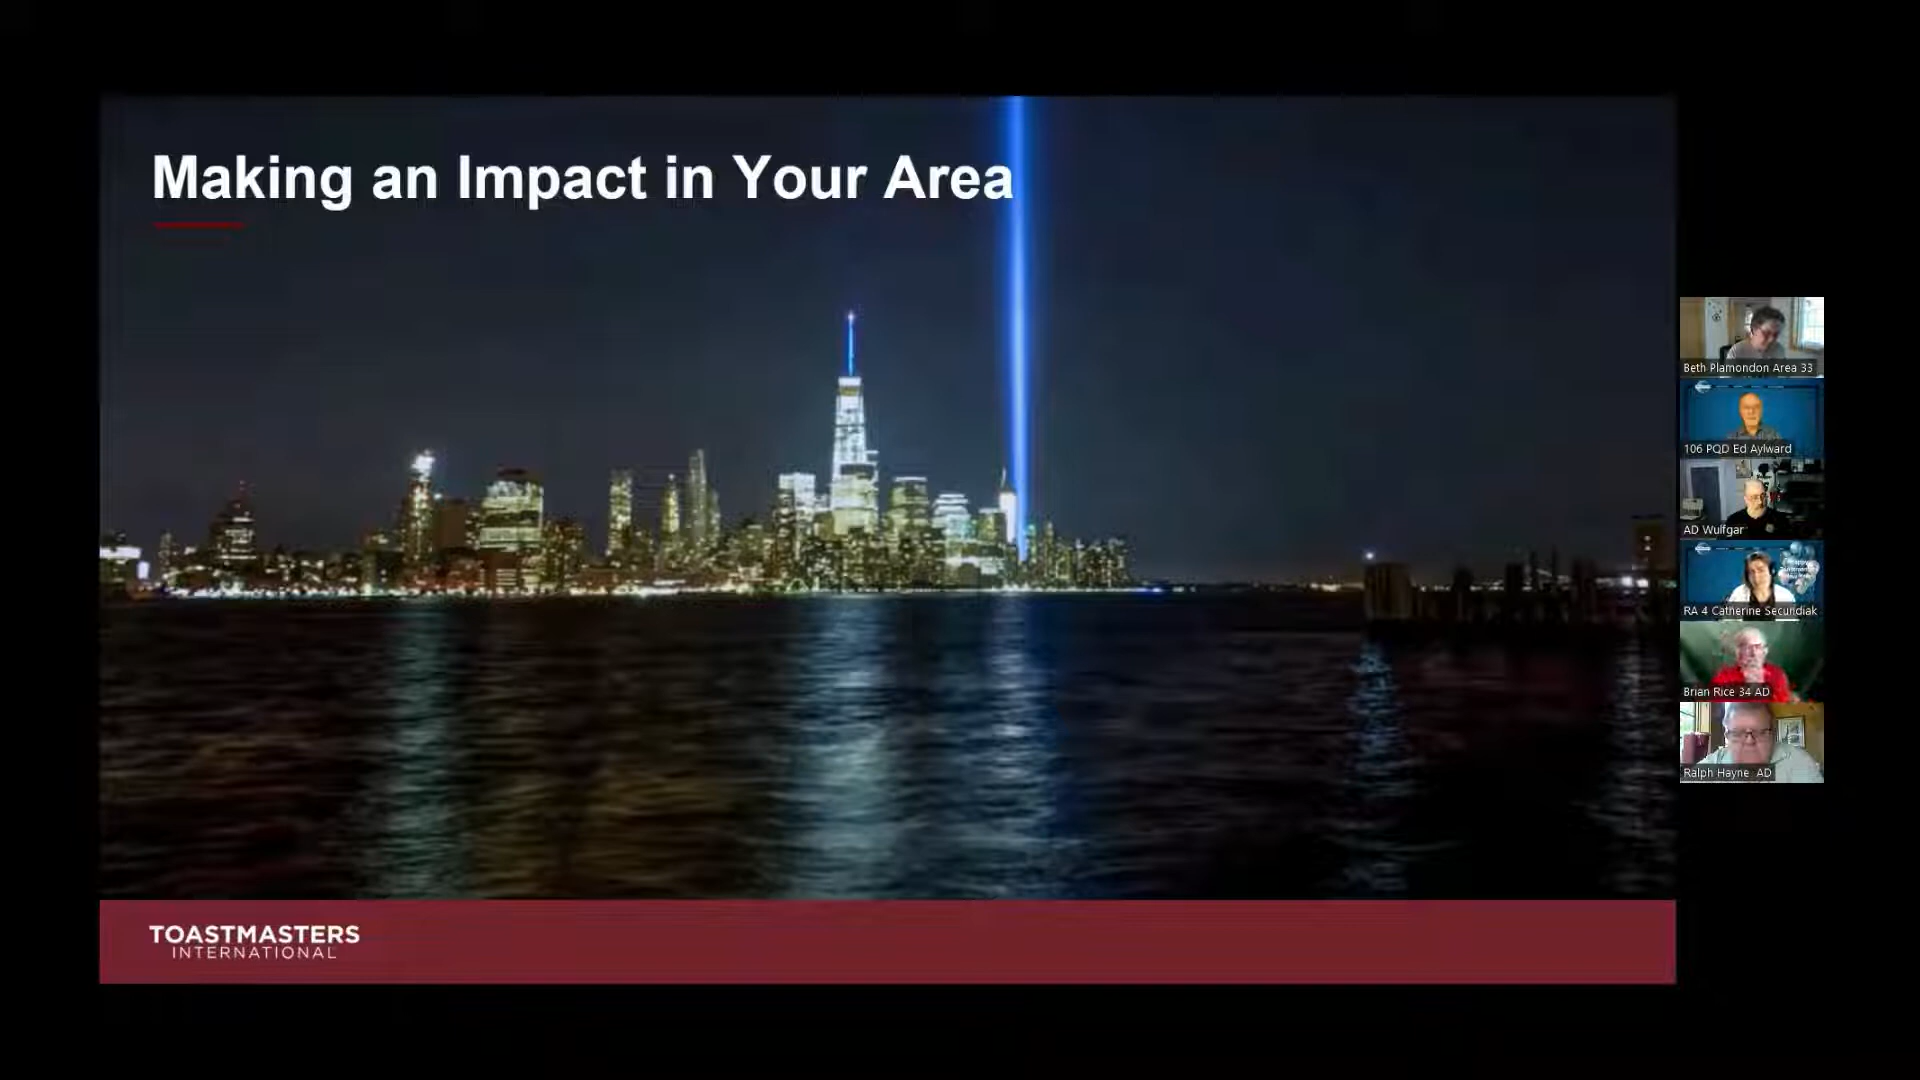 Making an Impact in Your Area
Beth Plamondon Area 33
106 PQD Ed Aylward
AD Wulfgar
RA 4 Catherine Secundiak
Brian Rice 34 AD
Ralph Hayne AD
TOASTMASTERS
INTERNATIONAL